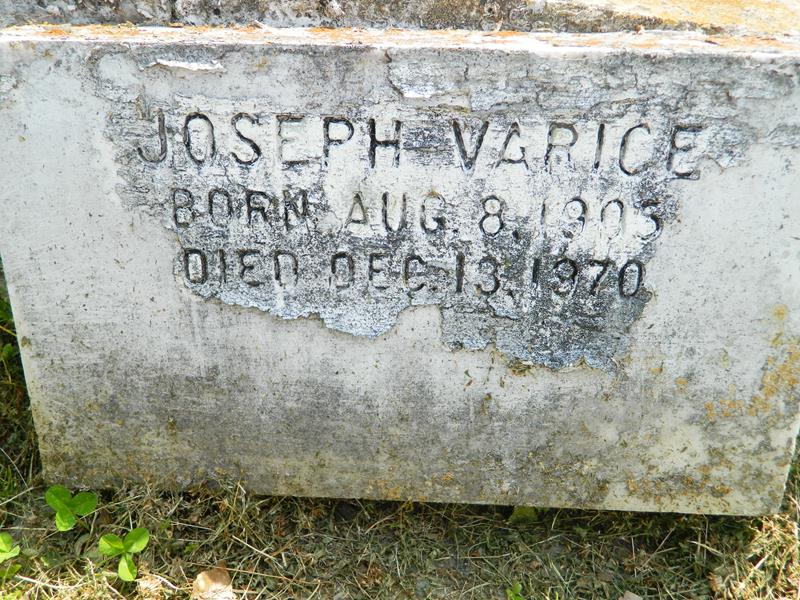 JOSEPH VARICE
BORN AUG. 8, 1905
DIED DEC. 13, 1970